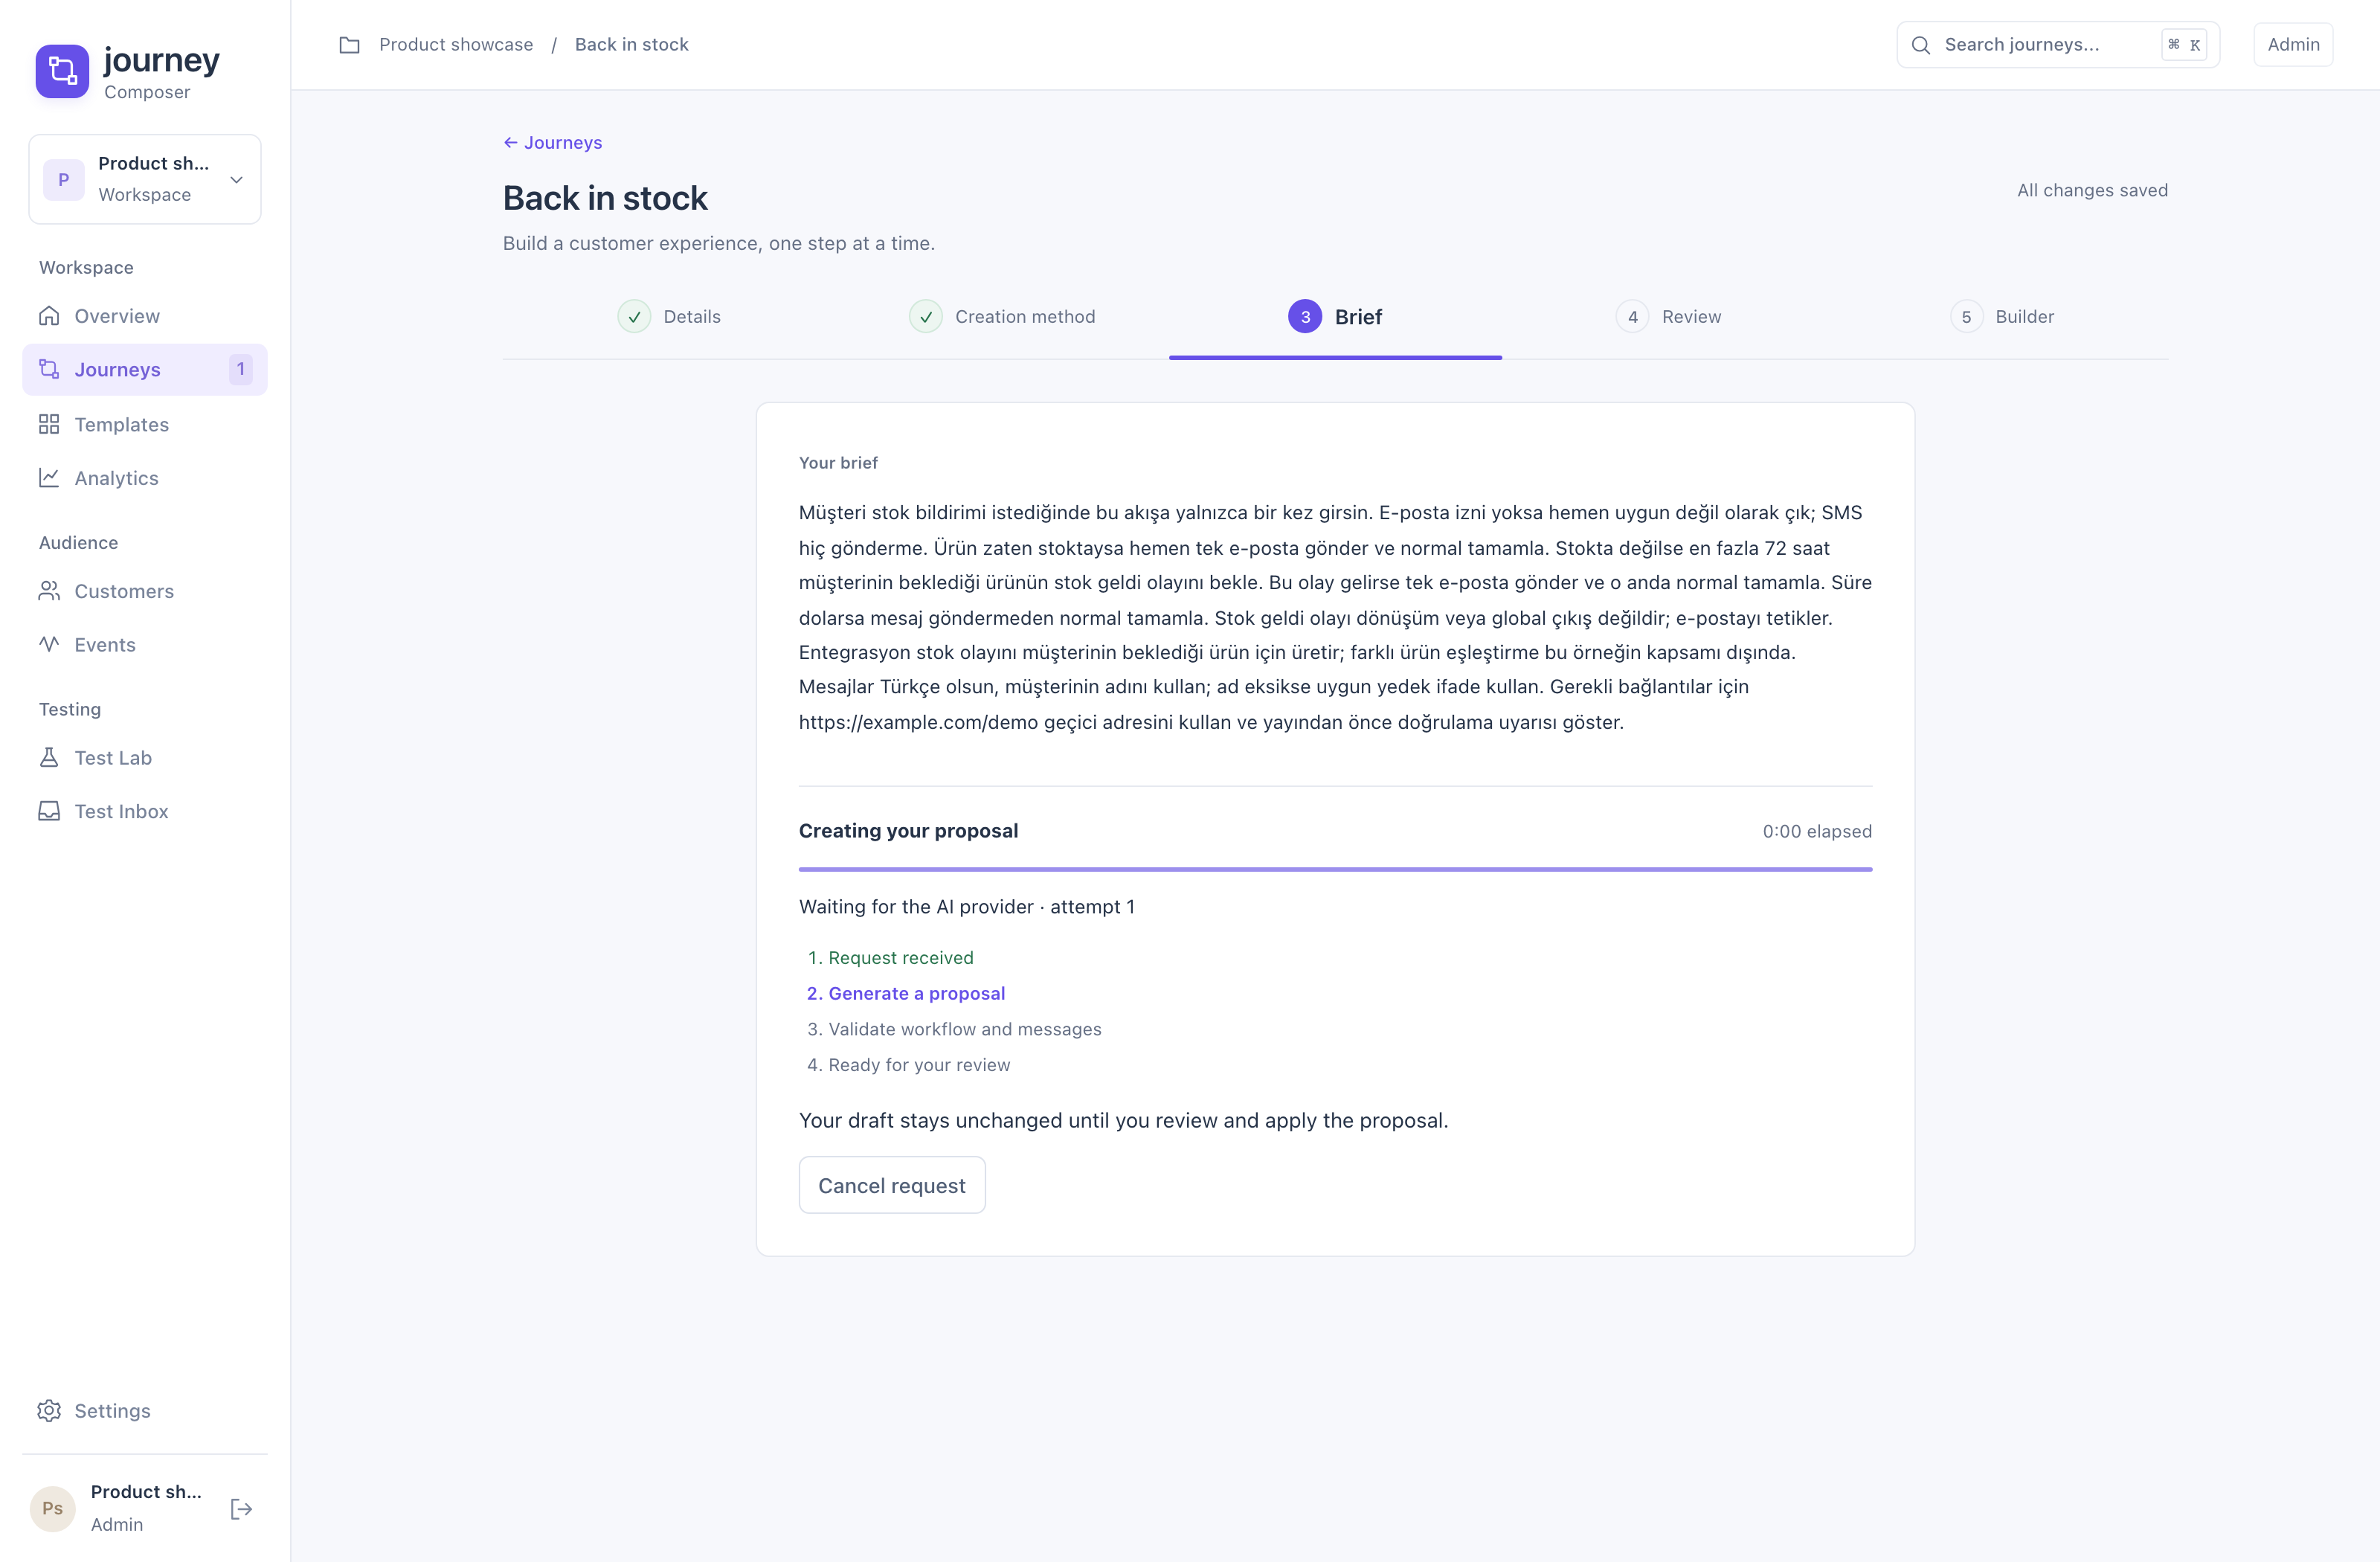 journey
Composer
P
Product sh...
Workspace
Workspace
Overview
Journeys 1
Templates
Analytics
Audience
Customers
Events
Testing
Test Lab
Test Inbox
Settings
Ps
Product sh...
Admin
Product showcase / Back in stock
Search journeys... ⌘ K
Admin
← Journeys
Back in stock
All changes saved
Build a customer experience, one step at a time.
Details
Creation method
3 Brief
4 Review
5 Builder
Your brief
Müşteri stok bildirimi istediğinde bu akışa yalnızca bir kez girsin. E-posta izni yoksa hemen uygun değil olarak çık; SMS
hiç gönderme. Ürün zaten stoktaysa hemen tek e-posta gönder ve normal tamamla. Stokta değilse en fazla 72 saat
müşterinin beklediği ürünün stok geldi olayını bekle. Bu olay gelirse tek e-posta gönder ve o anda normal tamamla. Süre
dolarsa mesaj göndermeden normal tamamla. Stok geldi olayı dönüşüm veya global çıkış değildir; e-postayı tetikler.
Entegrasyon stok olayını müşterinin beklediği ürün için üretir; farklı ürün eşleştirme bu örneğin kapsamı dışında.
Mesajlar Türkçe olsun, müşterinin adını kullan; ad eksikse uygun yedek ifade kullan. Gerekli bağlantılar için
https://example.com/demo geçici adresini kullan ve yayından önce doğrulama uyarısı göster.
Creating your proposal
0:00 elapsed
Waiting for the AI provider · attempt 1
1. Request received
2. Generate a proposal
3. Validate workflow and messages
4. Ready for your review
Your draft stays unchanged until you review and apply the proposal.
Cancel request